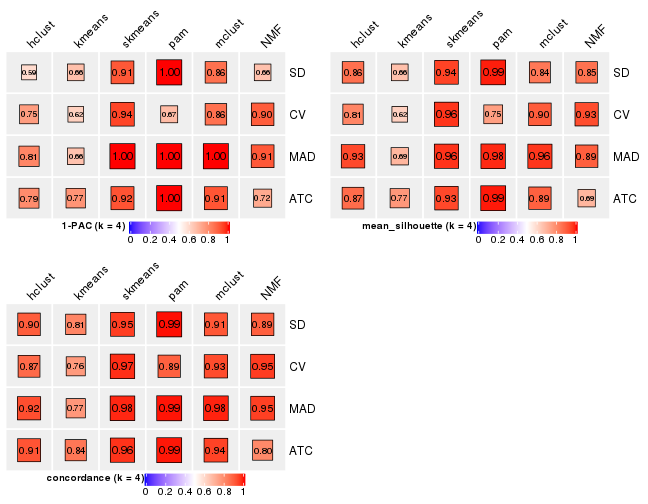 hclust kmeans skmeans pam mclust NMF
0.59 0.66 0.91 1.00 0.86 0.66 SD
0.75 0.62 0.94 0.67 0.86 0.90 CV
0.81 0.66 1.00 1.00 1.00 0.91 MAD
0.79 0.77 0.92 1.00 0.91 0.72 ATC
1-PAC (k = 4)
0 0.2 0.4 0.6 0.8 1
hclust kmeans skmeans pam mclust NMF
0.86 0.66 0.94 0.99 0.84 0.85 SD
0.81 0.62 0.96 0.75 0.90 0.93 CV
0.93 0.69 0.96 0.98 0.96 0.89 MAD
0.87 0.77 0.93 0.99 0.89 0.69 ATC
mean_silhouette (k = 4)
0 0.2 0.4 0.6 0.8 1
hclust kmeans skmeans pam mclust NMF
0.90 0.81 0.95 0.99 0.91 0.89 SD
0.87 0.76 0.97 0.89 0.93 0.95 CV
0.92 0.77 0.98 0.99 0.98 0.95 MAD
0.91 0.84 0.96 0.99 0.94 0.80 ATC
concordance (k = 4)
0 0.2 0.4 0.6 0.8 1